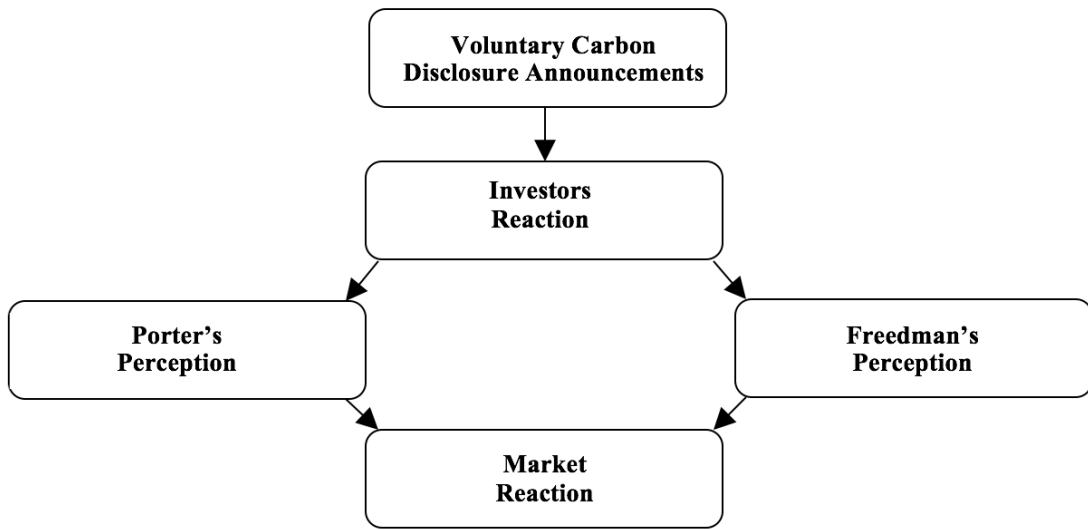 Voluntary Carbon
Disclosure Announcements
Investors
Reaction
Porter's
Perception
Freedman's
Perception
Market
Reaction